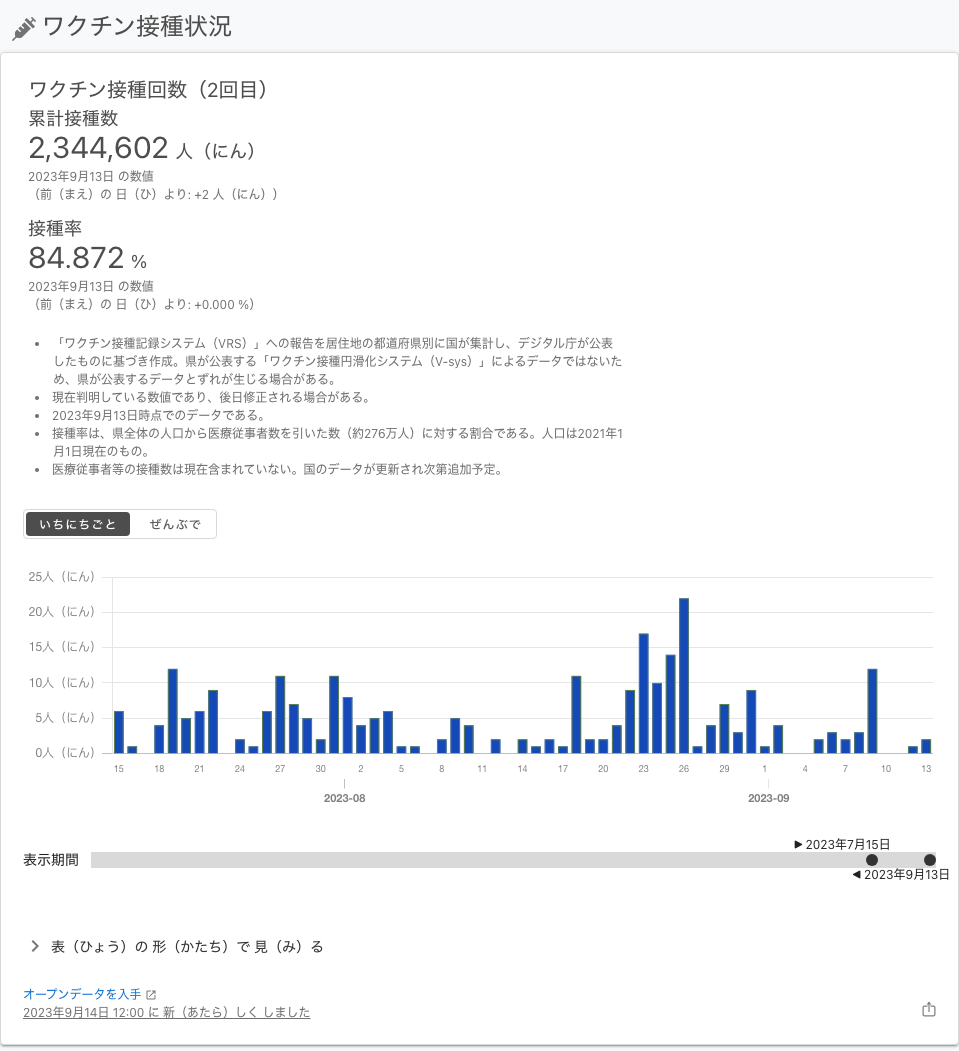 ワクチン接種状況
ワクチン接種回数（2回目）
累計接種数
2,344,602 人（にん）
2023年9月13日 の数値
（前（まえ）の 日（ひ）より: +2 人（にん））
接種率
84.872 %
2023年9月13日 の数値
（前（まえ）の 日（ひ）より: +0.000 %）
• 「ワクチン接種記録システム（VRS）」への報告を居住地の都道府県別に国が集計し、デジタル庁が公表
したものに基づき作成。県が公表する「ワクチン接種円滑化システム（V-sys）」によるデータではないた
め、県が公表するデータとずれが生じる場合がある。
• 現在判明している数値であり、後日修正される場合がある。
• 2023年9月13日時点でのデータである。
• 接種率は、県全体の人口から医療従事者数を引いた数（約276万人）に対する割合である。人口は2021年1
月1日現在のもの。
• 医療従事者等の接種数は現在含まれていない。国のデータが更新され次第追加予定。
いちにちごと ぜんぶで
25人（にん）
20人（にん）
15人（にん）
10人（にん）
5人（にん）
0人（にん）
15 18 21 24 27 30 2 5 8 11 14 17 20 23 26 29 1 4 7 10 13
2023-08 2023-09
▶ 2023年7月15日
表示期間
◀ 2023年9月13日
表（ひょう）の 形（かたち）で 見（み）る
オープンデータを入手
2023年9月14日 12:00 に 新（あたら）しく しました